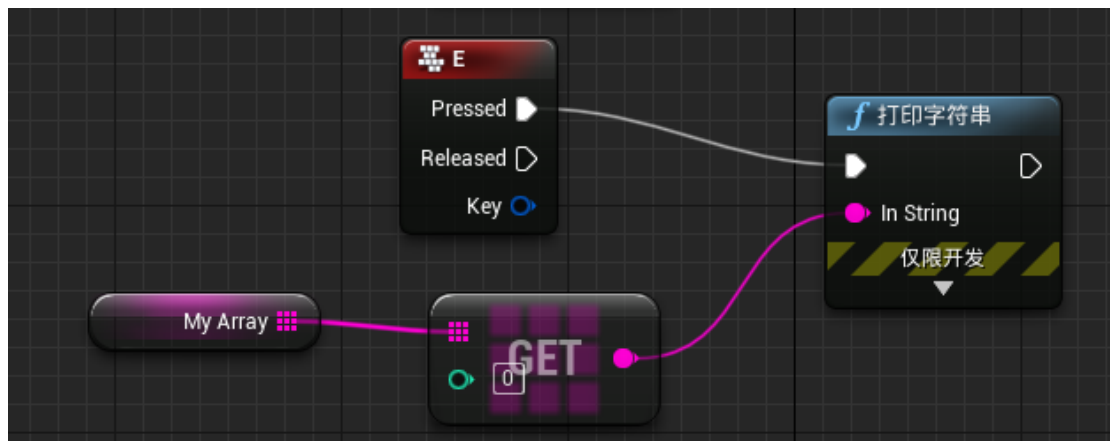 E
Pressed
Released
Key
打印字符串
In String
仅限开发
My Array
GET
0